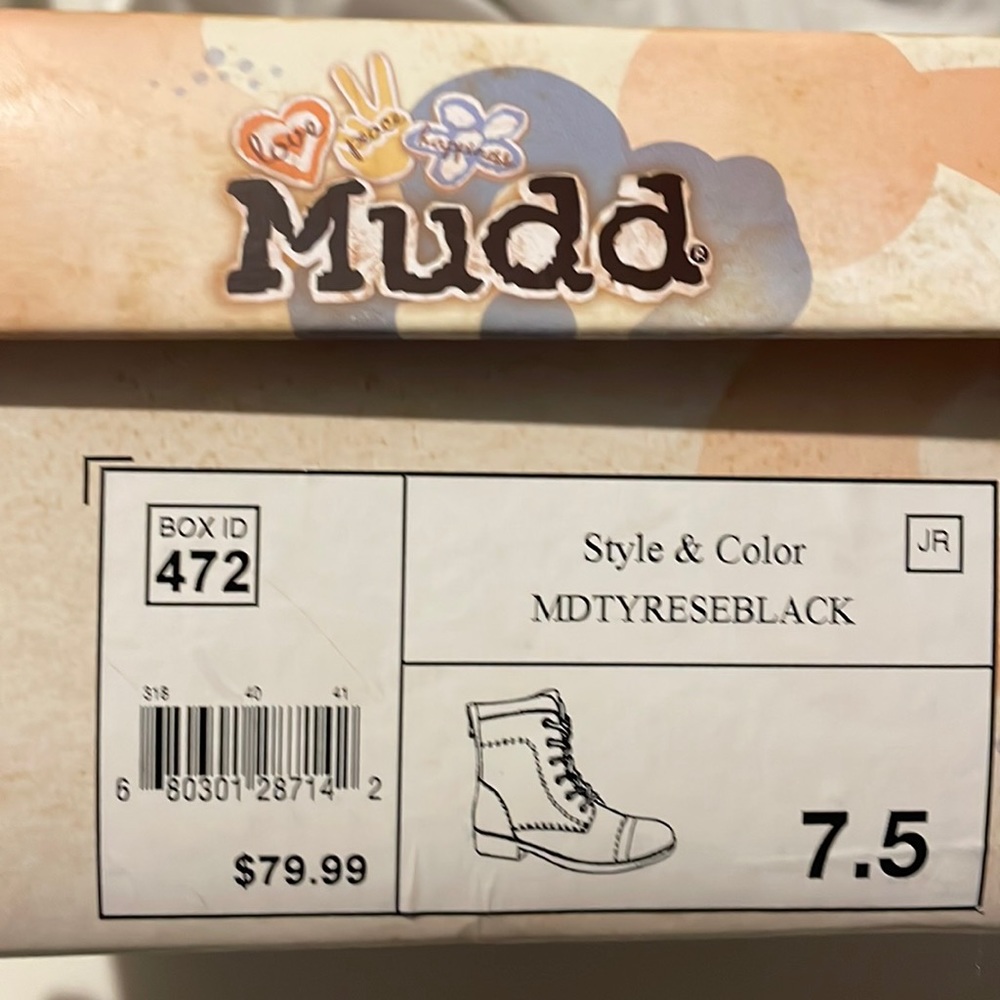 love peace happiness
Mudd®
BOX ID
472
Style & Color
JR
MDTYRESEBLACK
318 40 41
6 80301 28714 2
$79.99
7.5